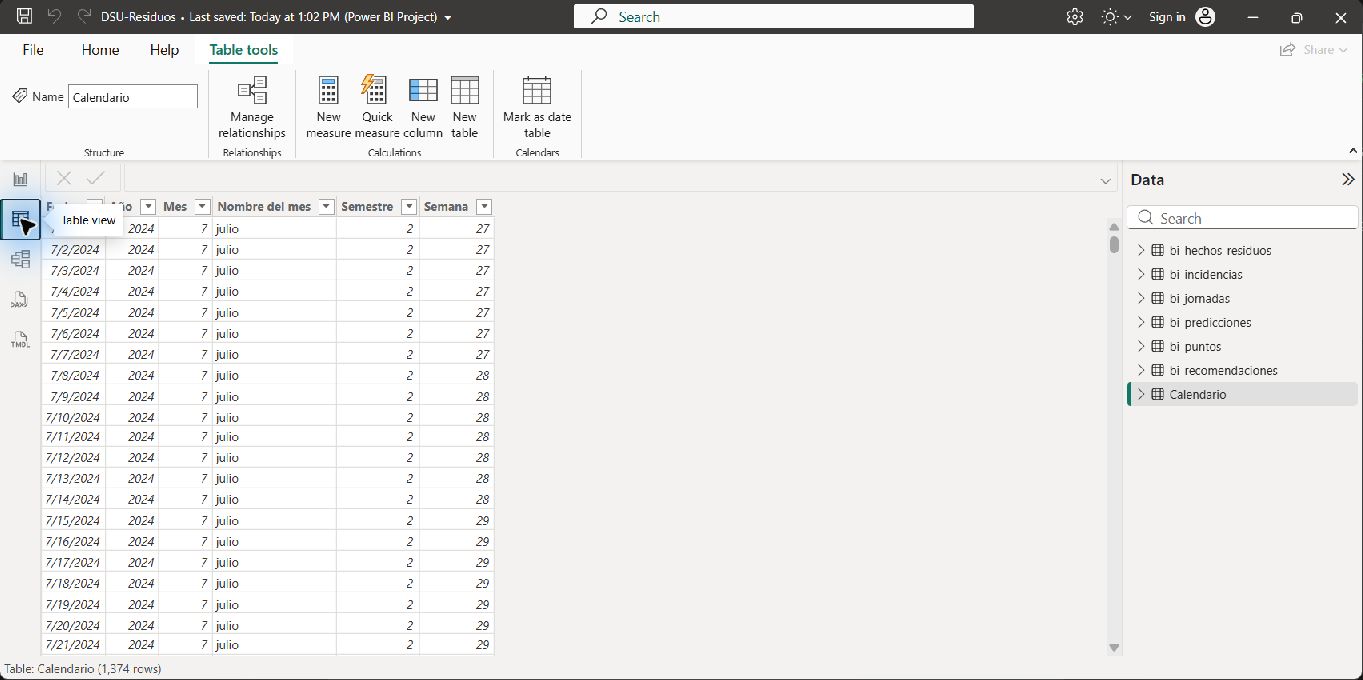 DSU-Residuos • Last saved: Today at 1:02 PM (Power BI Project)
Search
Sign in
File Home Help Table tools
Share
Name Calendario
Manage relationships
New measure
Quick measure
New column
New table
Mark as date table
Structure
Relationships
Calculations
Calendars
Data
Search
bi hechos residuos
bi incidencias
bi jornadas
bi predicciones
bi puntos
bi recomendaciones
Calendario
Table view
DAX
TMDL
Mes Nombre del mes Semestre Semana
2024 7 julio 2 27
7/2/2024 2024 7 julio 2 27
7/3/2024 2024 7 julio 2 27
7/4/2024 2024 7 julio 2 27
7/5/2024 2024 7 julio 2 27
7/6/2024 2024 7 julio 2 27
7/7/2024 2024 7 julio 2 27
7/8/2024 2024 7 julio 2 28
7/9/2024 2024 7 julio 2 28
7/10/2024 2024 7 julio 2 28
7/11/2024 2024 7 julio 2 28
7/12/2024 2024 7 julio 2 28
7/13/2024 2024 7 julio 2 28
7/14/2024 2024 7 julio 2 28
7/15/2024 2024 7 julio 2 29
7/16/2024 2024 7 julio 2 29
7/17/2024 2024 7 julio 2 29
7/18/2024 2024 7 julio 2 29
7/19/2024 2024 7 julio 2 29
7/20/2024 2024 7 julio 2 29
7/21/2024 2024 7 julio 2 29
Table: Calendario (1,374 rows)